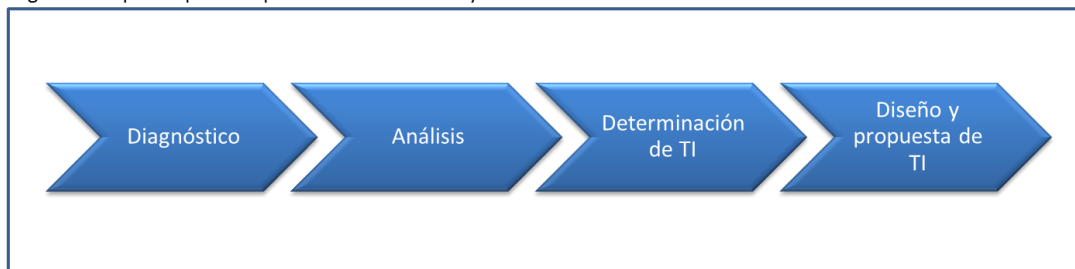 Diagnóstico
Análisis
Determinación
de TI
Diseño y
propuesta de
TI